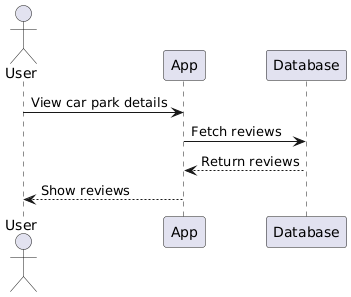 User
App
Database
View car park details
Fetch reviews
Return reviews
Show reviews
User
App
Database